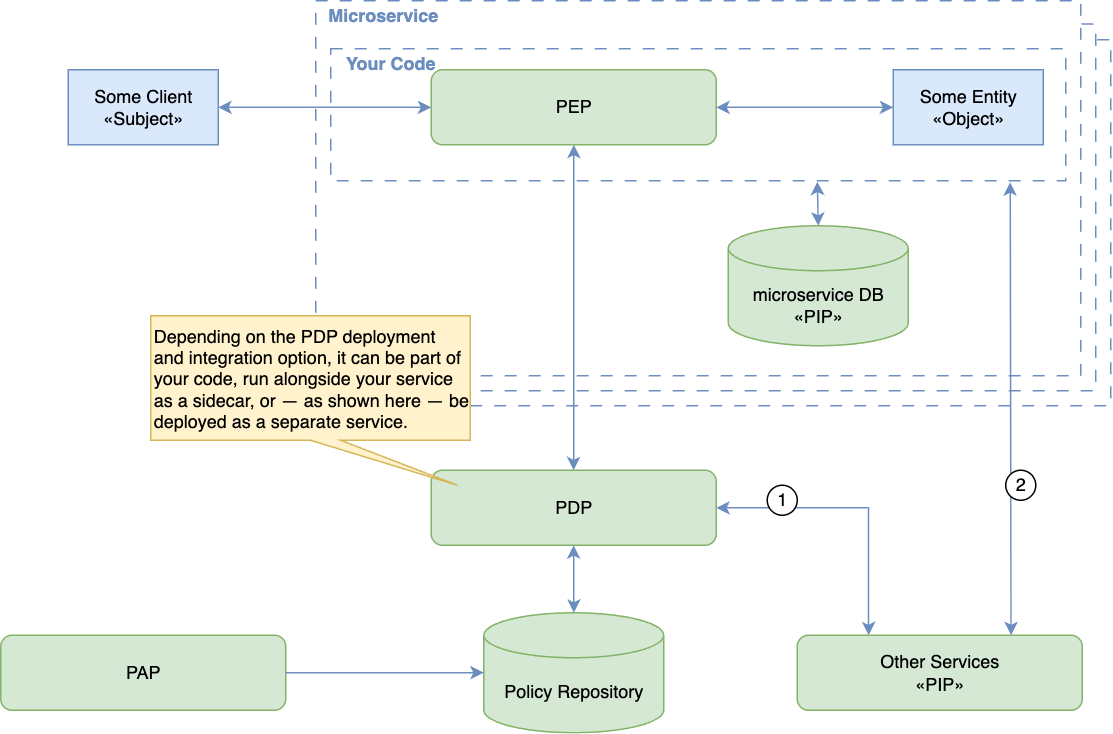 Microservice
Your Code
Some Client
«Subject»
PEP
Some Entity
«Object»
microservice DB
«PIP»
Depending on the PDP deployment
and integration option, it can be part of
your code, run alongside your service
as a sidecar, or — as shown here — be
deployed as a separate service.
PDP
1
2
PAP
Policy Repository
Other Services
«PIP»